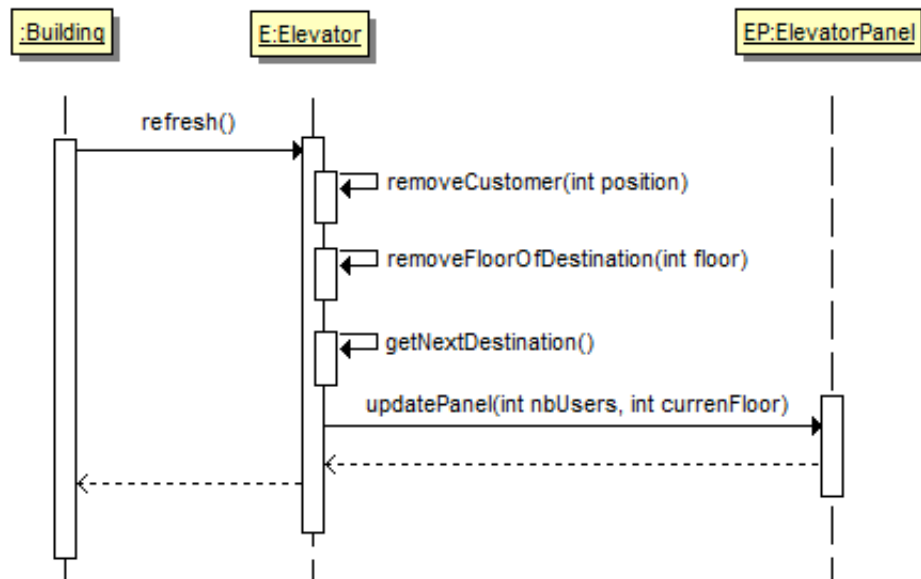 :Building
E:Elevator
EP:ElevatorPanel
refresh()
removeCustomer(int position)
removeFloorOfDestination(int floor)
getNextDestination()
updatePanel(int nbUsers, int currenFloor)